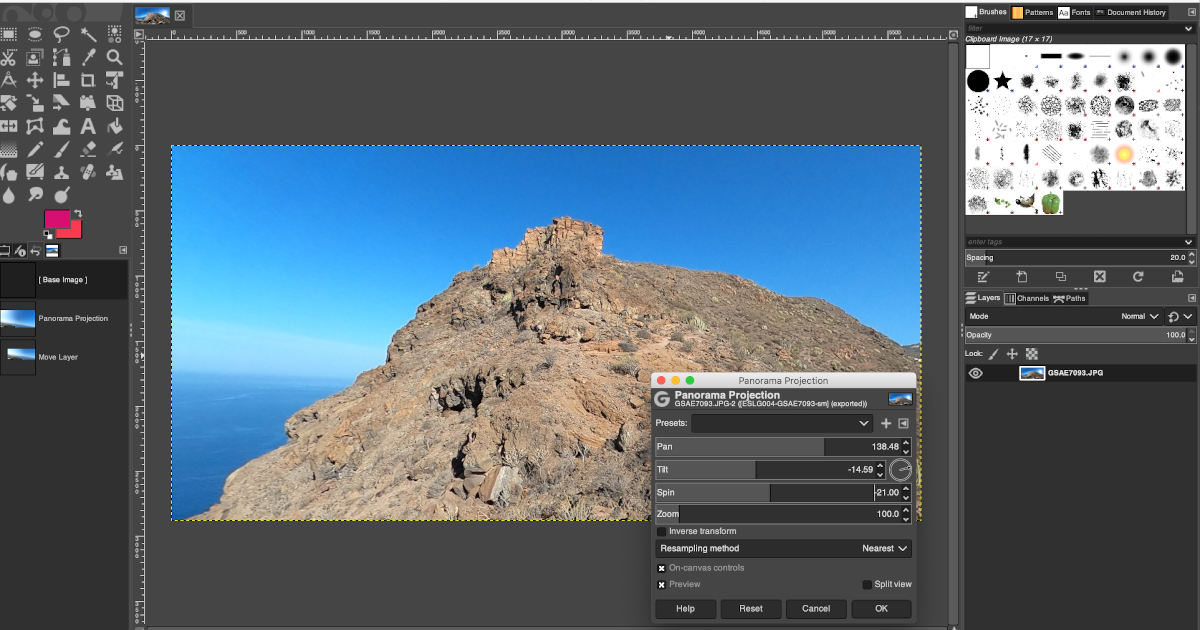 Brushes
Patterns
Aa Fonts
Document History
filter
Clipboard Image (17 × 17)
enter tags
Spacing 20.0
Layers
Channels
Paths
Mode Normal
Opacity 100.0
Lock:
GSAE7093.JPG
[ Base Image ]
Panorama Projection
Move Layer
Panorama Projection
Panorama Projection
GSAE7093.JPG-2 ([ESLG004-GSAE7093-sm] (exported))
Presets:
Pan 138.48
Tilt -14.59
Spin -21.00
Zoom 100.0
Inverse transform
Resampling method Nearest
On-canvas controls
Preview
Split view
Help
Reset
Cancel
OK